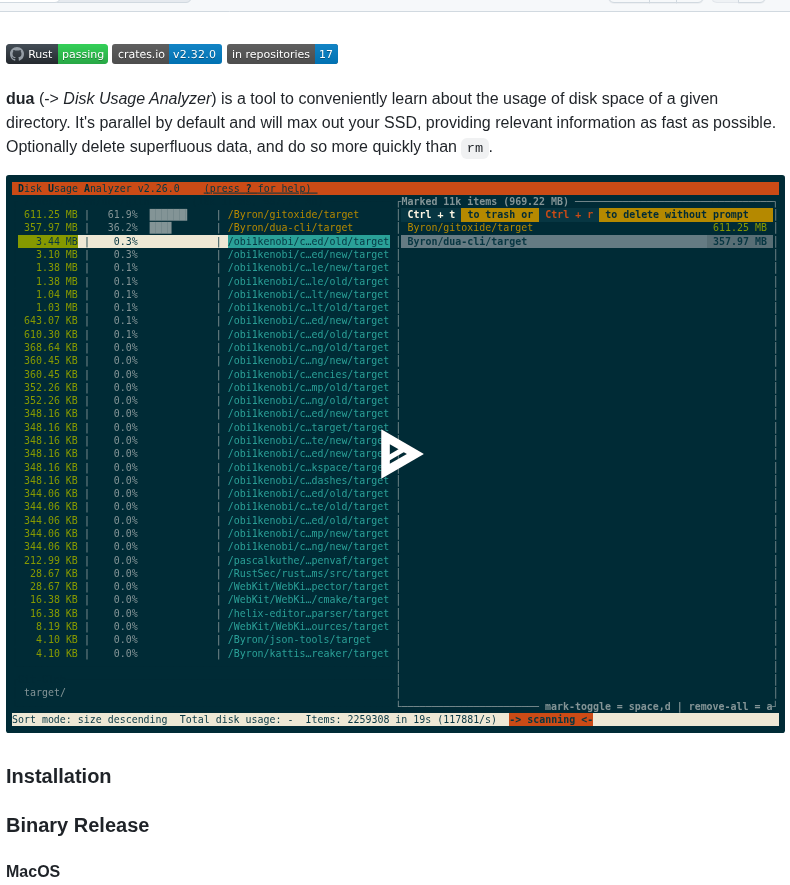 Rust passing crates.io v2.32.0 in repositories 17
dua (-> Disk Usage Analyzer) is a tool to conveniently learn about the usage of disk space of a given
directory. It's parallel by default and will max out your SSD, providing relevant information as fast as possible.
Optionally delete superfluous data, and do so more quickly than rm.
Disk Usage Analyzer v2.26.0 (press ? for help)
Marked 11k items (969.22 MB)
611.25 MB | 61.9% | /Byron/gitoxide/target Ctrl + t to trash or Ctrl + r to delete without prompt
357.97 MB | 36.2% | /Byron/dua-cli/target Byron/gitoxide/target 611.25 MB
3.44 MB | 0.3% | /obi1kenobi/c…ed/old/target Byron/dua-cli/target 357.97 MB
3.10 MB | 0.3% | /obi1kenobi/c…ed/new/target
1.38 MB | 0.1% | /obi1kenobi/c…le/new/target
1.38 MB | 0.1% | /obi1kenobi/c…le/old/target
1.04 MB | 0.1% | /obi1kenobi/c…lt/new/target
1.03 MB | 0.1% | /obi1kenobi/c…lt/old/target
643.07 KB | 0.1% | /obi1kenobi/c…ed/new/target
610.30 KB | 0.1% | /obi1kenobi/c…ed/old/target
368.64 KB | 0.0% | /obi1kenobi/c…ng/old/target
360.45 KB | 0.0% | /obi1kenobi/c…ng/new/target
360.45 KB | 0.0% | /obi1kenobi/c…encies/target
352.26 KB | 0.0% | /obi1kenobi/c…mp/old/target
352.26 KB | 0.0% | /obi1kenobi/c…ng/old/target
348.16 KB | 0.0% | /obi1kenobi/c…ed/new/target
348.16 KB | 0.0% | /obi1kenobi/c…target/target
348.16 KB | 0.0% | /obi1kenobi/c…te/new/target
348.16 KB | 0.0% | /obi1kenobi/c…ed/new/target
348.16 KB | 0.0% | /obi1kenobi/c…kspace/target
348.16 KB | 0.0% | /obi1kenobi/c…dashes/target
344.06 KB | 0.0% | /obi1kenobi/c…ed/old/target
344.06 KB | 0.0% | /obi1kenobi/c…te/old/target
344.06 KB | 0.0% | /obi1kenobi/c…ed/old/target
344.06 KB | 0.0% | /obi1kenobi/c…mp/new/target
344.06 KB | 0.0% | /obi1kenobi/c…ng/new/target
212.99 KB | 0.0% | /pascalkuthe/…penvaf/target
28.67 KB | 0.0% | /RustSec/rust…ms/src/target
28.67 KB | 0.0% | /WebKit/WebKi…pector/target
16.38 KB | 0.0% | /WebKit/WebKi…/cmake/target
16.38 KB | 0.0% | /helix-editor…parser/target
8.19 KB | 0.0% | /WebKit/WebKi…ources/target
4.10 KB | 0.0% | /Byron/json-tools/target
4.10 KB | 0.0% | /Byron/kattis…reaker/target
target/
mark-toggle = space,d | remove-all = a
Sort mode: size descending Total disk usage: - Items: 2259308 in 19s (117881/s) -> scanning <-
Installation
Binary Release
MacOS